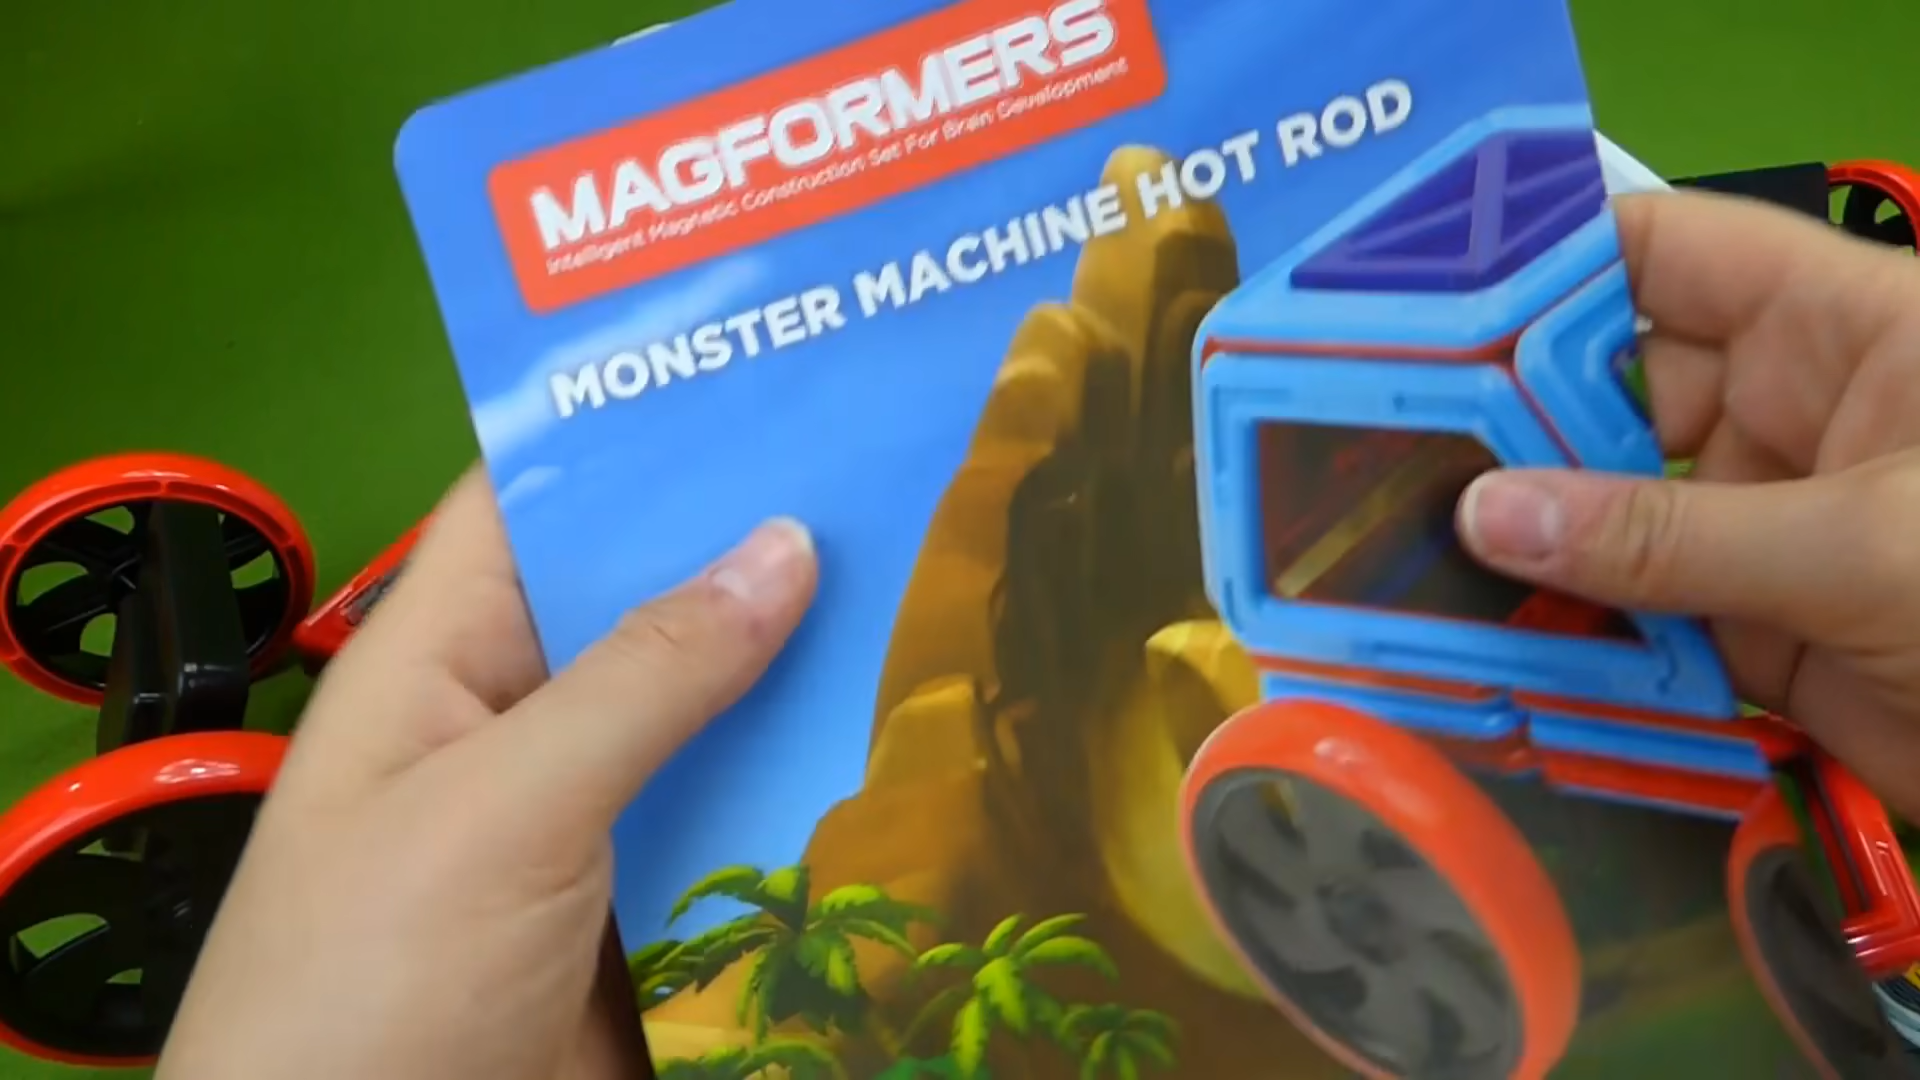 MAGFORMERS
Intelligent Magnetic Construction Set For Brain Development
MONSTER MACHINE HOT ROD